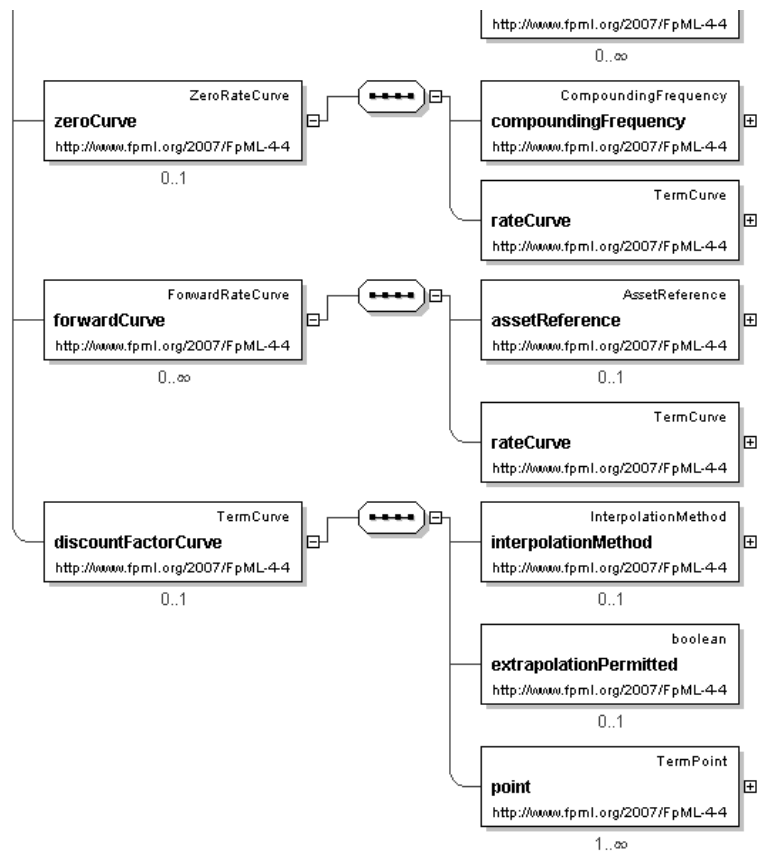 http://www.fpml.org/2007/FpML-4-4
0..∞
ZeroRateCurve
zeroCurve
http://www.fpml.org/2007/FpML-4-4
0..1
CompoundingFrequency
compoundingFrequency
http://www.fpml.org/2007/FpML-4-4
TermCurve
rateCurve
http://www.fpml.org/2007/FpML-4-4
ForwardRateCurve
forwardCurve
http://www.fpml.org/2007/FpML-4-4
0..∞
AssetReference
assetReference
http://www.fpml.org/2007/FpML-4-4
0..1
TermCurve
rateCurve
http://www.fpml.org/2007/FpML-4-4
TermCurve
discountFactorCurve
http://www.fpml.org/2007/FpML-4-4
0..1
InterpolationMethod
interpolationMethod
http://www.fpml.org/2007/FpML-4-4
0..1
boolean
extrapolationPermitted
http://www.fpml.org/2007/FpML-4-4
0..1
TermPoint
point
http://www.fpml.org/2007/FpML-4-4
1..∞